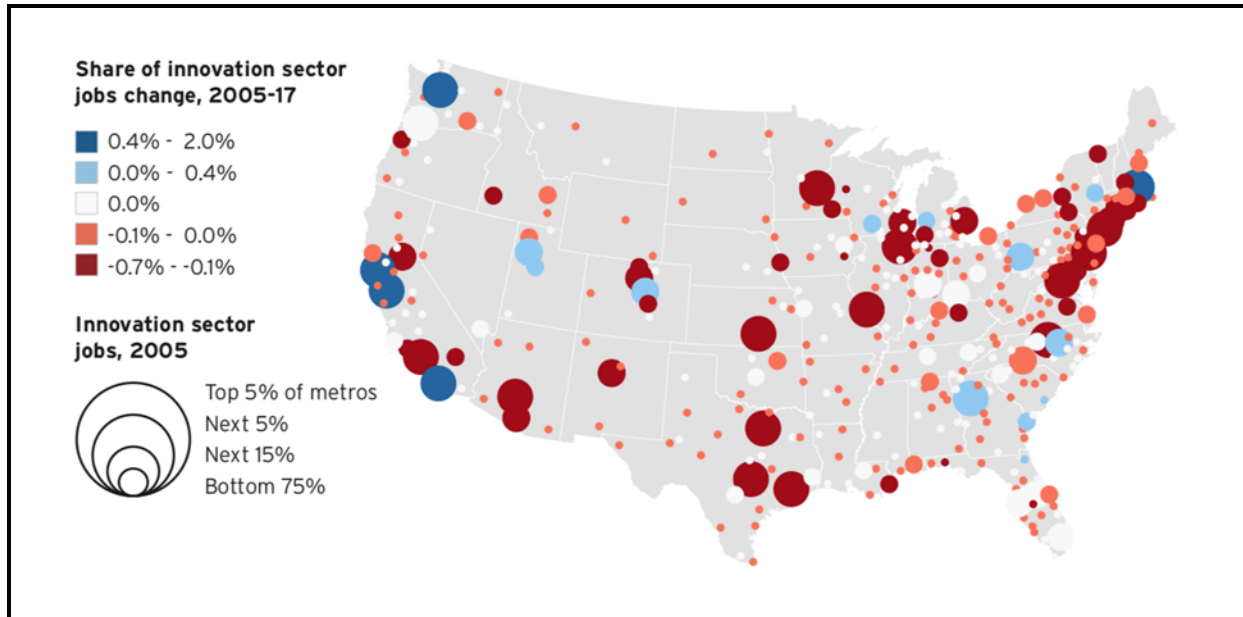 Share of innovation sector
jobs change, 2005-17
0.4% - 2.0%
0.0% - 0.4%
0.0%
-0.1% - 0.0%
-0.7% - -0.1%
Innovation sector
jobs, 2005
Top 5% of metros
Next 5%
Next 15%
Bottom 75%